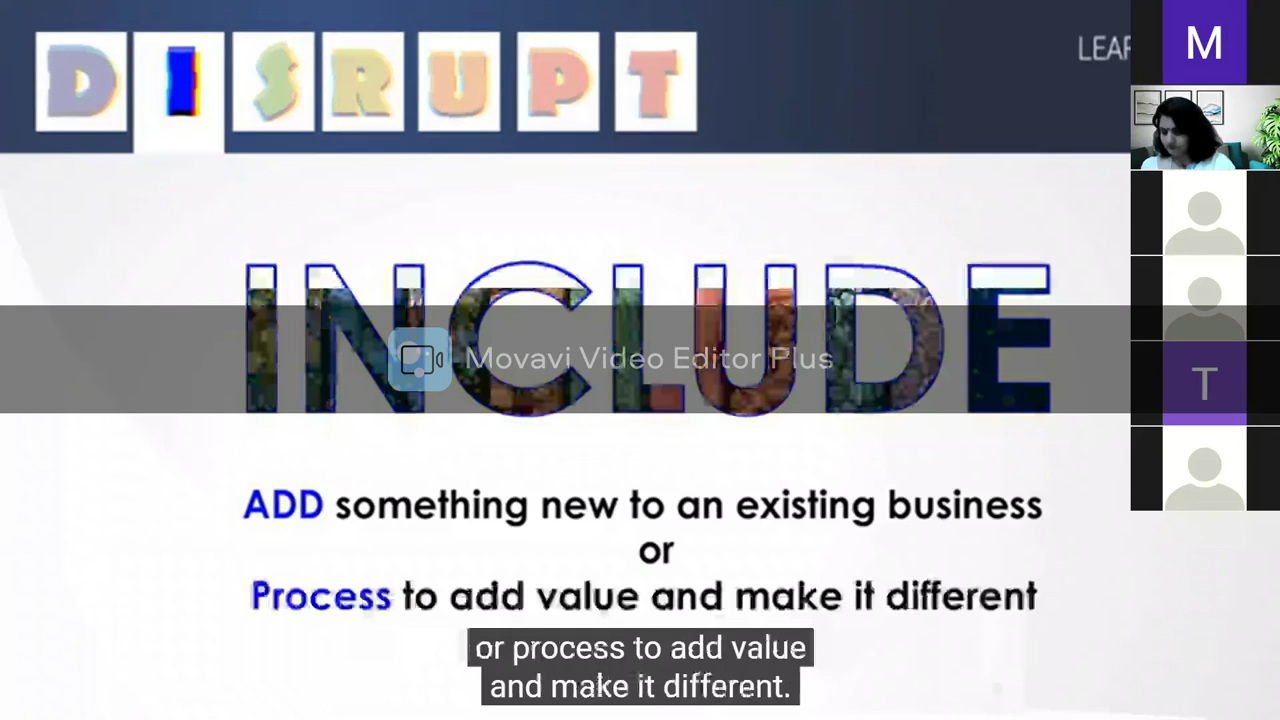 DISRUPT
LEAR
M
INCLUDE
Movavi Video Editor Plus
T
ADD something new to an existing business
or
Process to add value and make it different
or process to add value
and make it different.